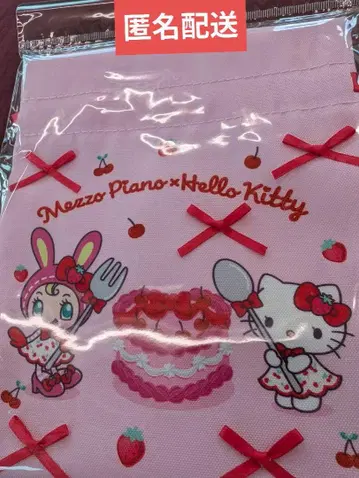 匿名配送
Mezzo Piano×Hello Kitty